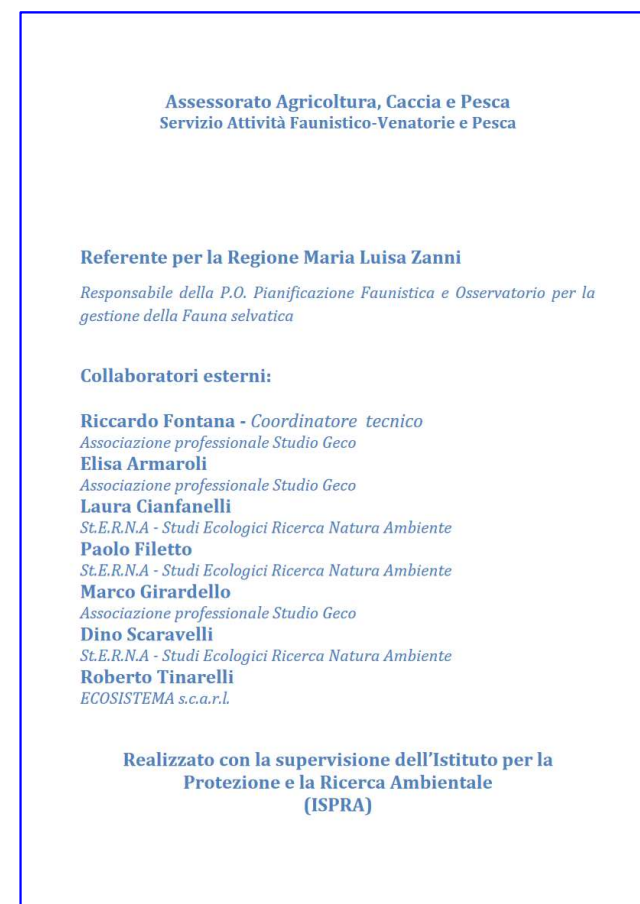 Assessorato Agricoltura, Caccia e Pesca
Servizio Attività Faunistico-Venatorie e Pesca
Referente per la Regione Maria Luisa Zanni
Responsabile della P.O. Pianificazione Faunistica e Osservatorio per la
gestione della Fauna selvatica
Collaboratori esterni:
Riccardo Fontana - Coordinatore tecnico
Associazione professionale Studio Geco
Elisa Armaroli
Associazione professionale Studio Geco
Laura Cianfanelli
St.E.R.N.A - Studi Ecologici Ricerca Natura Ambiente
Paolo Filetto
St.E.R.N.A - Studi Ecologici Ricerca Natura Ambiente
Marco Girardello
Associazione professionale Studio Geco
Dino Scaravelli
St.E.R.N.A - Studi Ecologici Ricerca Natura Ambiente
Roberto Tinarelli
ECOSISTEMA s.c.a.r.l.
Realizzato con la supervisione dell'Istituto per la
Protezione e la Ricerca Ambientale
(ISPRA)